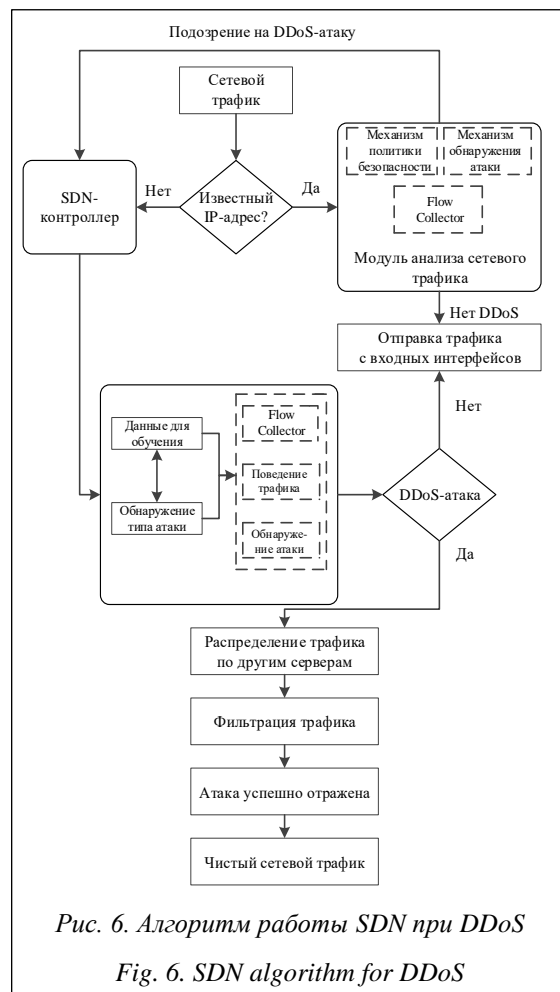 Подозрение на DDoS-атаку
Сетевой
трафик
SDN-
контроллер
Нет
Известный
IP-адрес?
Да
Механизм
политики
безопасности
Механизм
обнаружения
атаки
Flow
Collector
Модуль анализа сетевого
трафика
Нет DDoS
Отправка трафика
с входных интерфейсов
Нет
Данные для
обучения
Обнаружение
типа атаки
Flow
Collector
Поведение
трафика
Обнаруже-
ние атаки
DDoS-атака
Да
Распределение трафика
по другим серверам
Фильтрация трафика
Атака успешно отражена
Чистый сетевой трафик
Рис. 6. Алгоритм работы SDN при DDoS
Fig. 6. SDN algorithm for DDoS